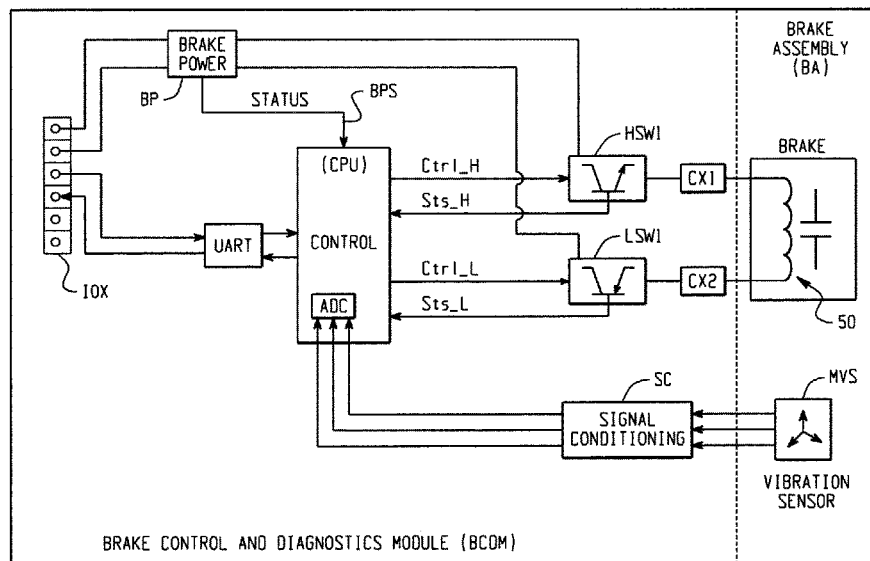 BRAKE
ASSEMBLY
(BA)
BRAKE
POWER
BP
STATUS
BPS
HSW1
BRAKE
(CPU)
CONTROL
Ctrl_H
Sts_H
CX1
UART
LSW1
Ctrl_L
Sts_L
CX2
IOX
ADC
50
SC
MVS
SIGNAL
CONDITIONING
VIBRATION
SENSOR
BRAKE CONTROL AND DIAGNOSTICS MODULE (BCDM)